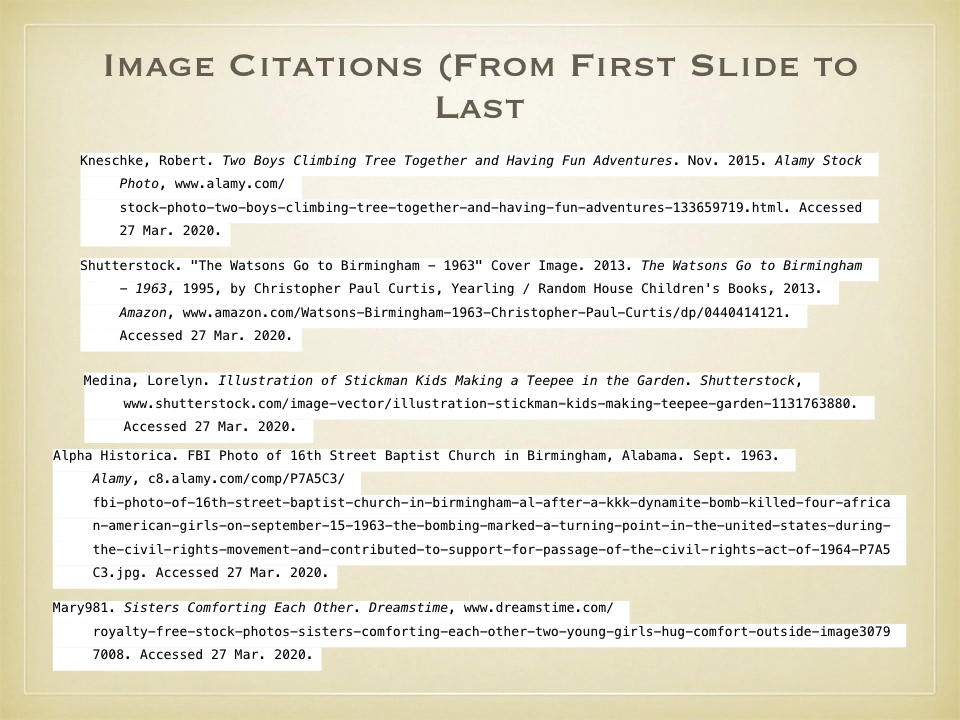 Image Citations (From First Slide to
Last
Kneschke, Robert. Two Boys Climbing Tree Together and Having Fun Adventures. Nov. 2015. Alamy Stock
Photo, www.alamy.com/
stock-photo-two-boys-climbing-tree-together-and-having-fun-adventures-133659719.html. Accessed
27 Mar. 2020.
Shutterstock. "The Watsons Go to Birmingham - 1963" Cover Image. 2013. The Watsons Go to Birmingham
- 1963, 1995, by Christopher Paul Curtis, Yearling / Random House Children's Books, 2013.
Amazon, www.amazon.com/Watsons-Birmingham-1963-Christopher-Paul-Curtis/dp/0440414121.
Accessed 27 Mar. 2020.
Medina, Lorelyn. Illustration of Stickman Kids Making a Teepee in the Garden. Shutterstock,
www.shutterstock.com/image-vector/illustration-stickman-kids-making-teepee-garden-1131763880.
Accessed 27 Mar. 2020.
Alpha Historica. FBI Photo of 16th Street Baptist Church in Birmingham, Alabama. Sept. 1963.
Alamy, c8.alamy.com/comp/P7A5C3/
fbi-photo-of-16th-street-baptist-church-in-birmingham-al-after-a-kkk-dynamite-bomb-killed-four-africa
n-american-girls-on-september-15-1963-the-bombing-marked-a-turning-point-in-the-united-states-during-
the-civil-rights-movement-and-contributed-to-support-for-passage-of-the-civil-rights-act-of-1964-P7A5
C3.jpg. Accessed 27 Mar. 2020.
Mary981. Sisters Comforting Each Other. Dreamstime, www.dreamstime.com/
royalty-free-stock-photos-sisters-comforting-each-other-two-young-girls-hug-comfort-outside-image3079
7008. Accessed 27 Mar. 2020.